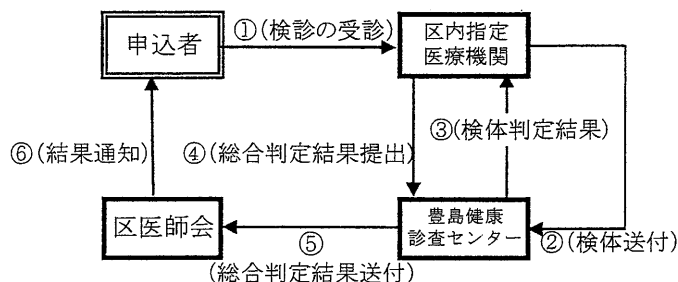 申込者
①(検診の受診)
区内指定
医療機関
⑥(結果通知)
④(総合判定結果提出)
③(検体判定結果)
区医師会
⑤
(総合判定結果送付)
豊島健康
診査センター
②(検体送付)